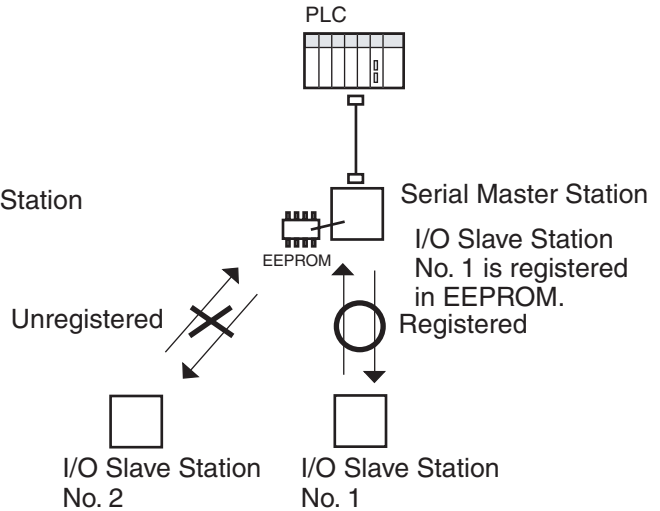 PLC
Station
Serial Master Station
I/O Slave Station
No. 1 is registered
in EEPROM.
EEPROM
Unregistered
Registered
I/O Slave Station
No. 2
I/O Slave Station
No. 1